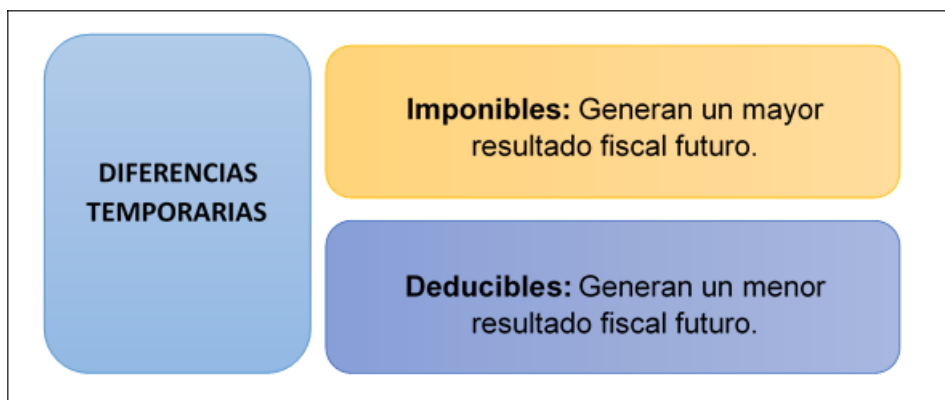 DIFERENCIAS
TEMPORARIAS
Imponibles: Generan un mayor
resultado fiscal futuro.
Deducibles: Generan un menor
resultado fiscal futuro.